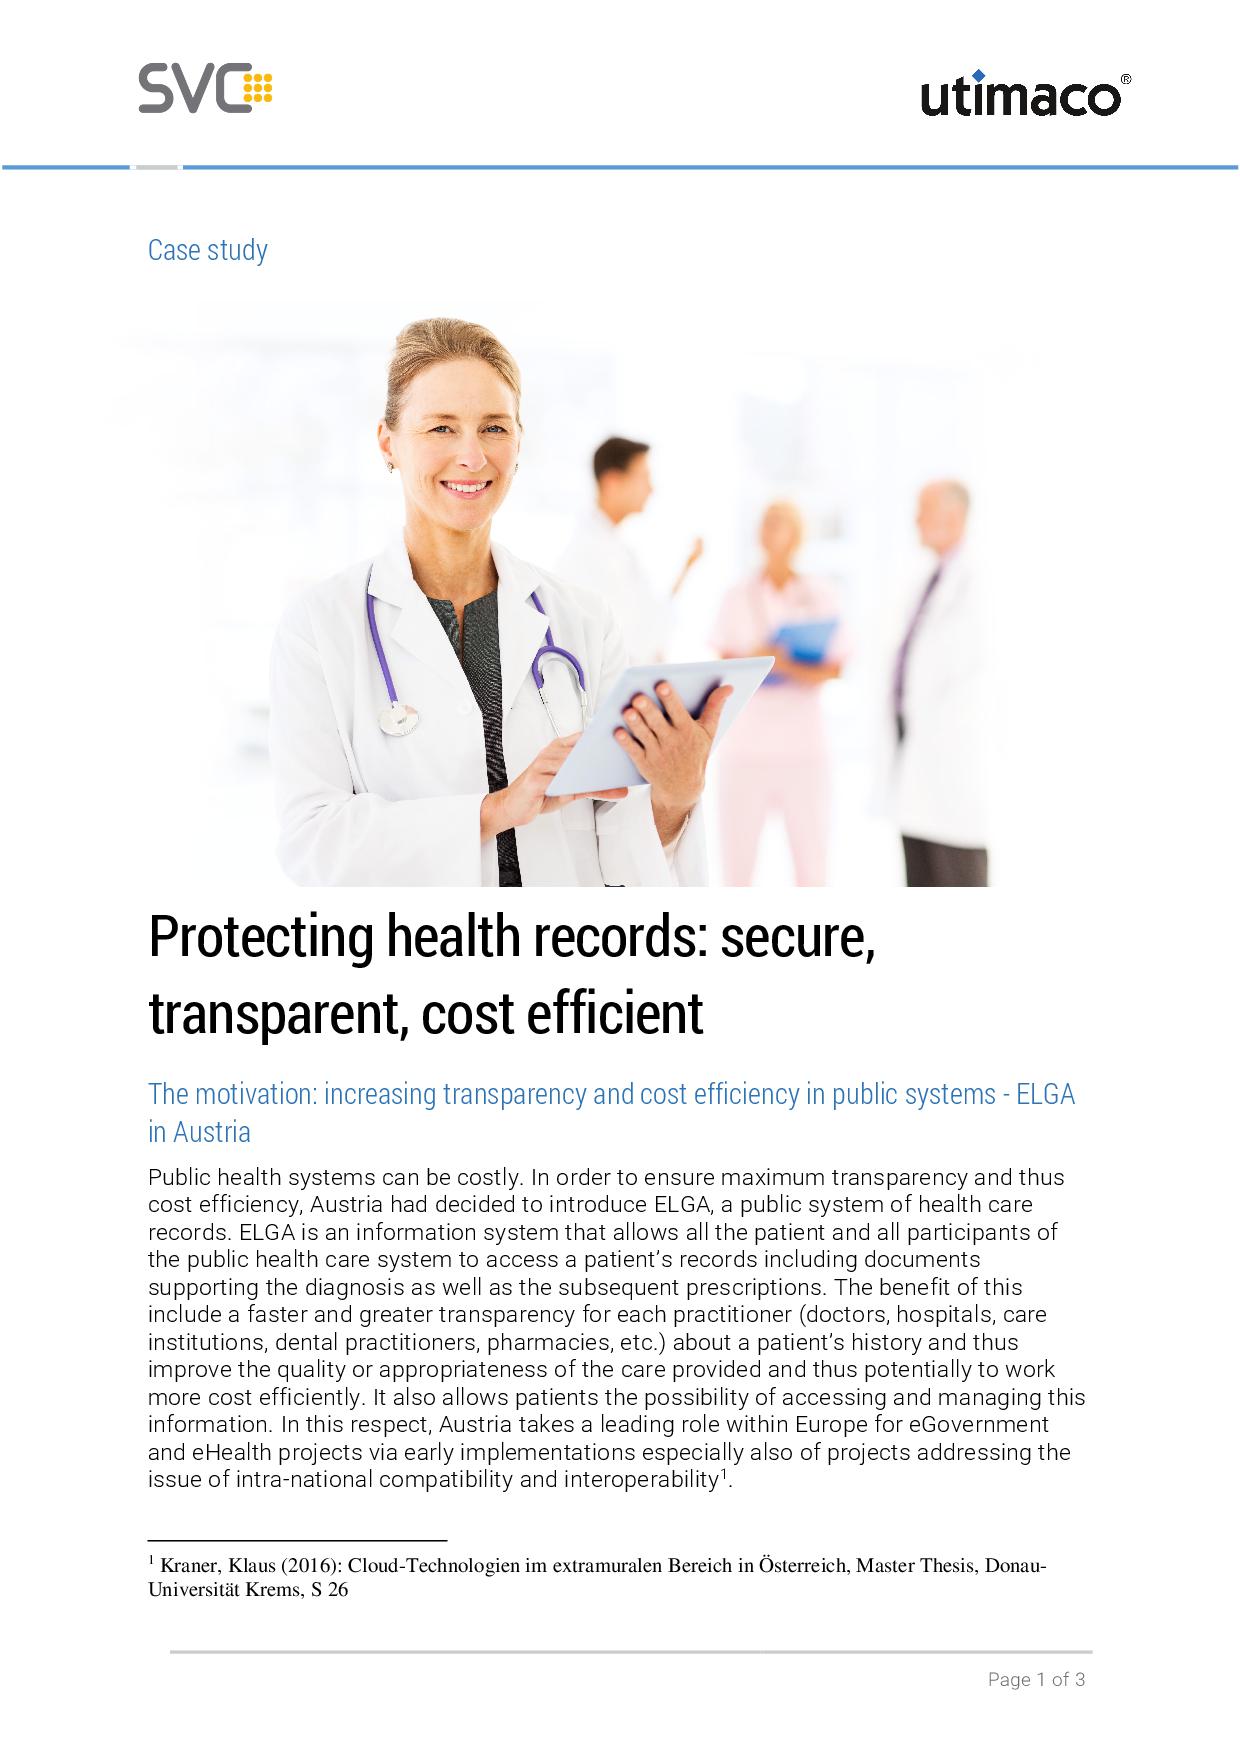 SVC
utimaco®
Case study
Protecting health records: secure,
transparent, cost efficient
The motivation: increasing transparency and cost efficiency in public systems - ELGA
in Austria
Public health systems can be costly. In order to ensure maximum transparency and thus
cost efficiency, Austria had decided to introduce ELGA, a public system of health care
records. ELGA is an information system that allows all the patient and all participants of
the public health care system to access a patient’s records including documents
supporting the diagnosis as well as the subsequent prescriptions. The benefit of this
include a faster and greater transparency for each practitioner (doctors, hospitals, care
institutions, dental practitioners, pharmacies, etc.) about a patient’s history and thus
improve the quality or appropriateness of the care provided and thus potentially to work
more cost efficiently. It also allows patients the possibility of accessing and managing this
information. In this respect, Austria takes a leading role within Europe for eGovernment
and eHealth projects via early implementations especially also of projects addressing the
issue of intra-national compatibility and interoperability¹.
¹ Kraner, Klaus (2016): Cloud-Technologien im extramuralen Bereich in Österreich, Master Thesis, Donau-
Universität Krems, S 26
Page 1 of 3